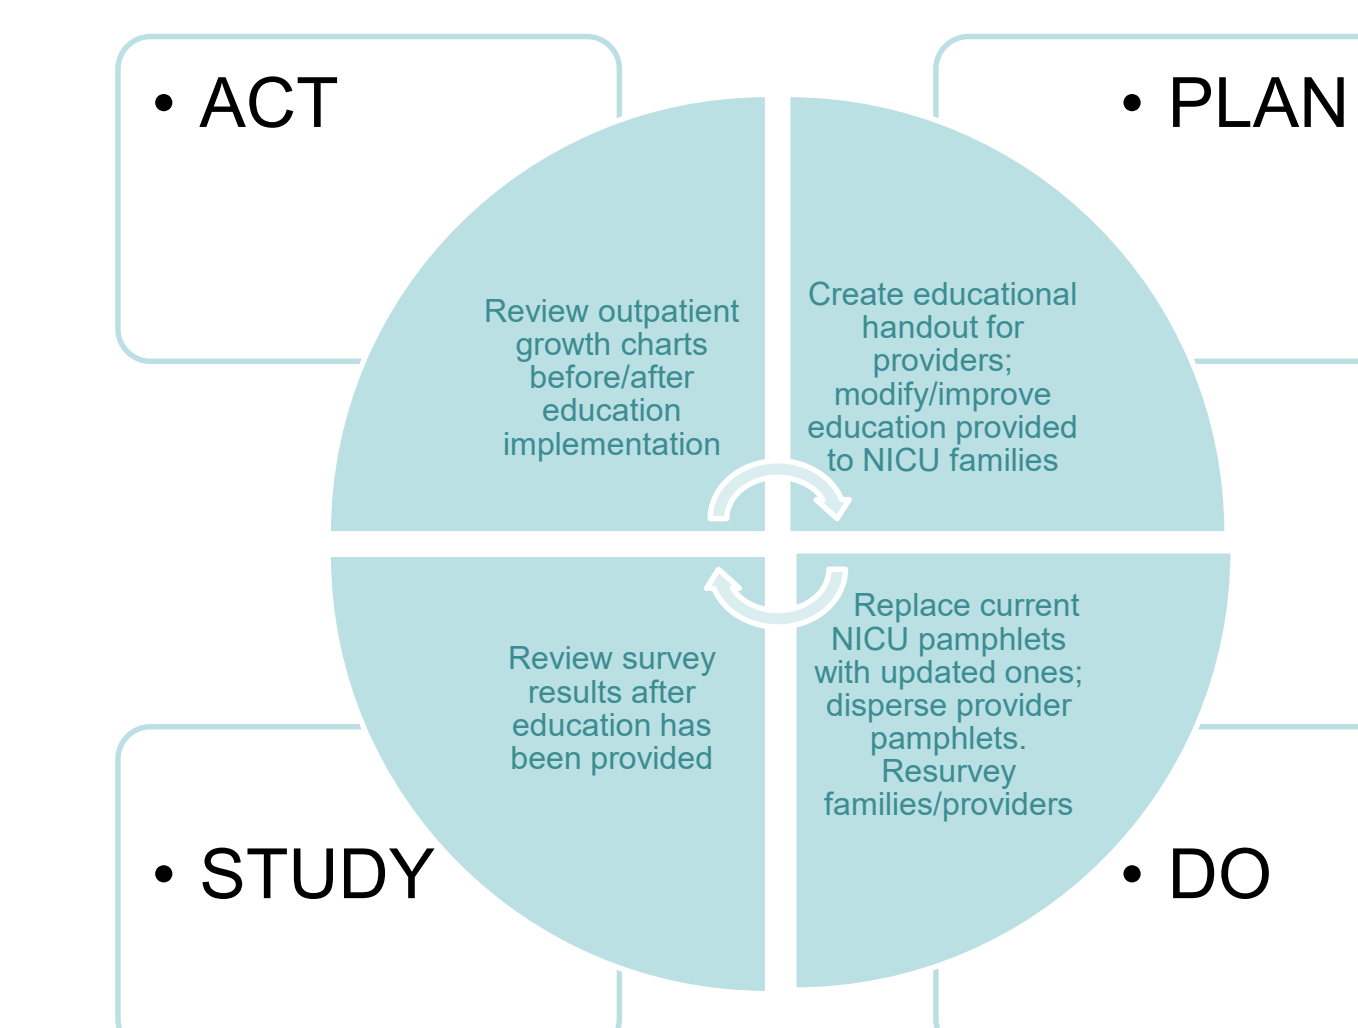 • ACT
• PLAN
Review outpatient
growth charts
before/after
education
implementation
Create educational
handout for
providers;
modify/improve
education provided
to NICU families
Review survey
results after
education has
been provided
Replace current
NICU pamphlets
with updated ones;
disperse provider
pamphlets.
Resurvey
families/providers
• STUDY
• DO